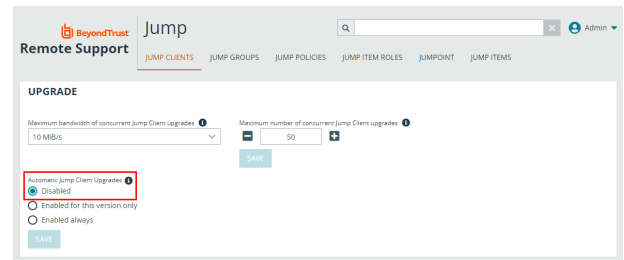 BeyondTrust
Remote Support
Jump
Admin
JUMP CLIENTS JUMP GROUPS JUMP POLICIES JUMP ITEM ROLES JUMPOINT JUMP ITEMS
UPGRADE
Maximum bandwidth of concurrent Jump Client upgrades
Maximum number of concurrent Jump Client upgrades
10 MiB/s
50
SAVE
Automatic Jump Client Upgrades
Disabled
Enabled for this version only
Enabled always
SAVE